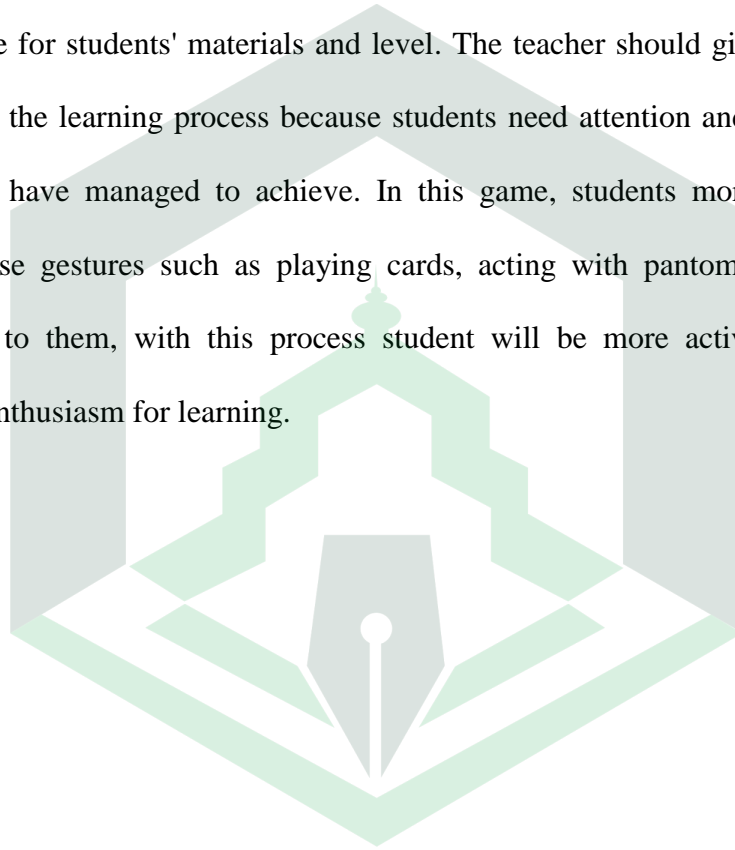 e for students' materials and level. The teacher should gi
the learning process because students need attention and
have managed to achieve. In this game, students mor
se gestures such as playing cards, acting with pantom
to them, with this process student will be more activ
nthusiasm for learning.